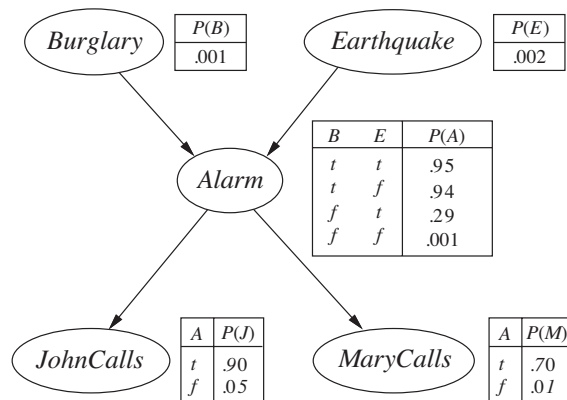 Burglary
P(B)
.001
Earthquake
P(E)
.002
Alarm
B E P(A)
t t .95
t f .94
f t .29
f f .001
JohnCalls
A P(J)
t .90
f .05
MaryCalls
A P(M)
t .70
f .01